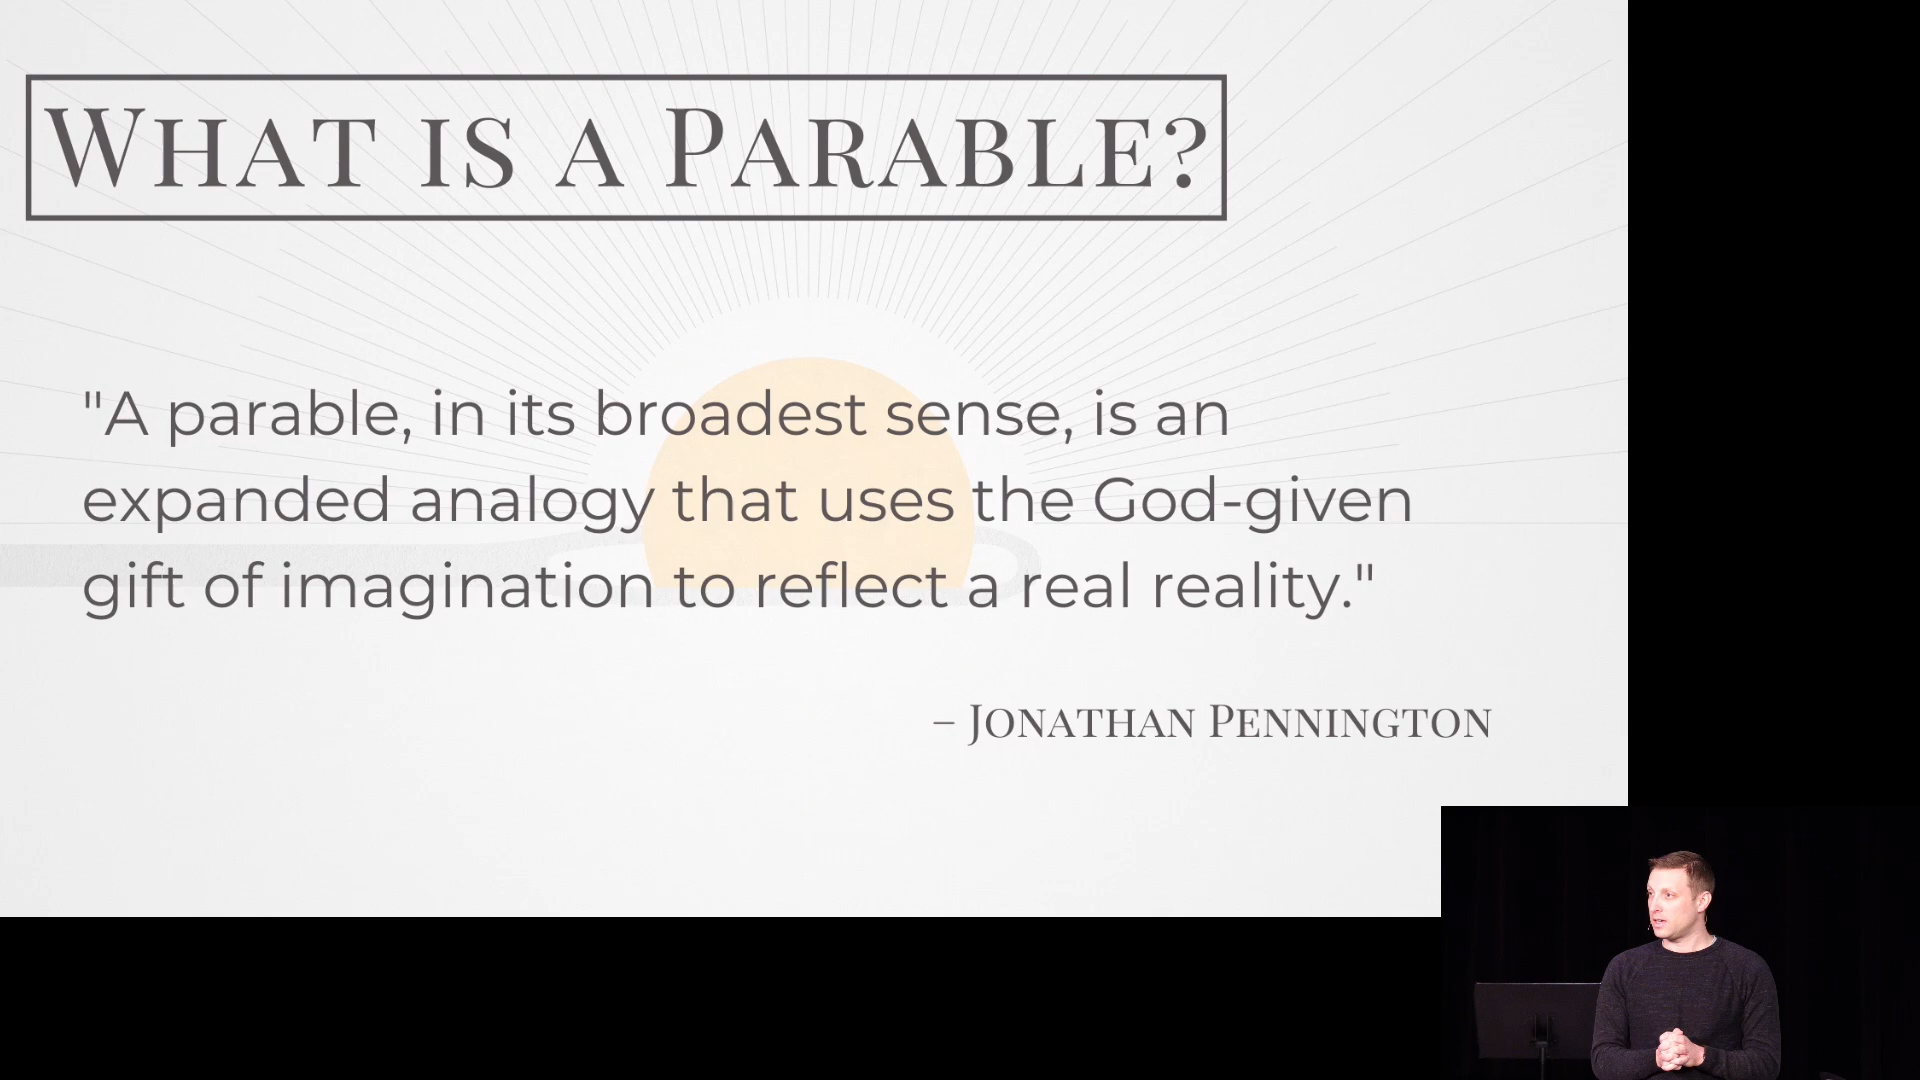 What is a Parable?
"A parable, in its broadest sense, is an
expanded analogy that uses the God-given
gift of imagination to reflect a real reality."
– Jonathan Pennington